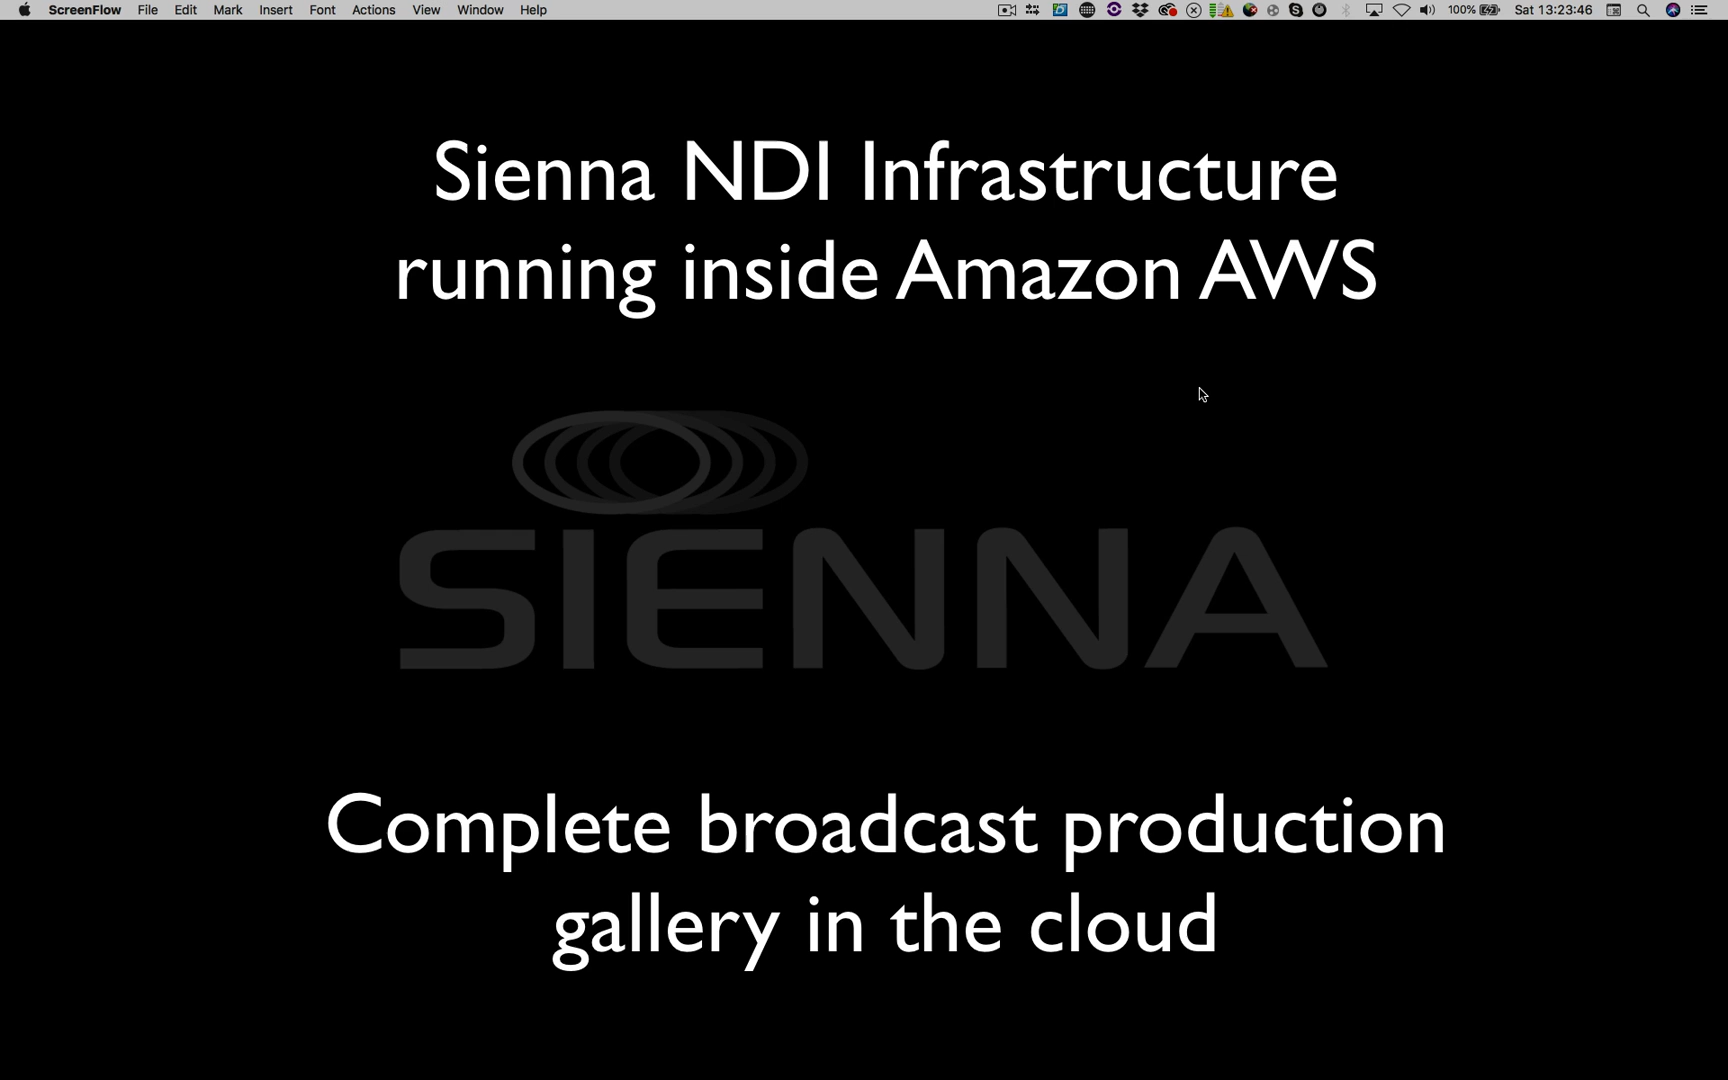 ScreenFlow File Edit Mark Insert Font Actions View Window Help 100% Sat 13:23:46
Sienna NDI Infrastructure
running inside Amazon AWS
SIENNA
Complete broadcast production
gallery in the cloud